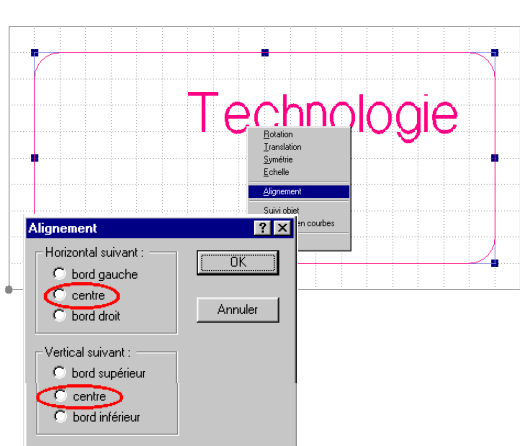 Technologie
Rotation
Translation
Symétrie
Echelle
Alignement
Suivi objet
en courbes
Alignement
Horizontal suivant :
bord gauche
centre
bord droit
OK
Annuler
Vertical suivant :
bord supérieur
centre
bord inférieur